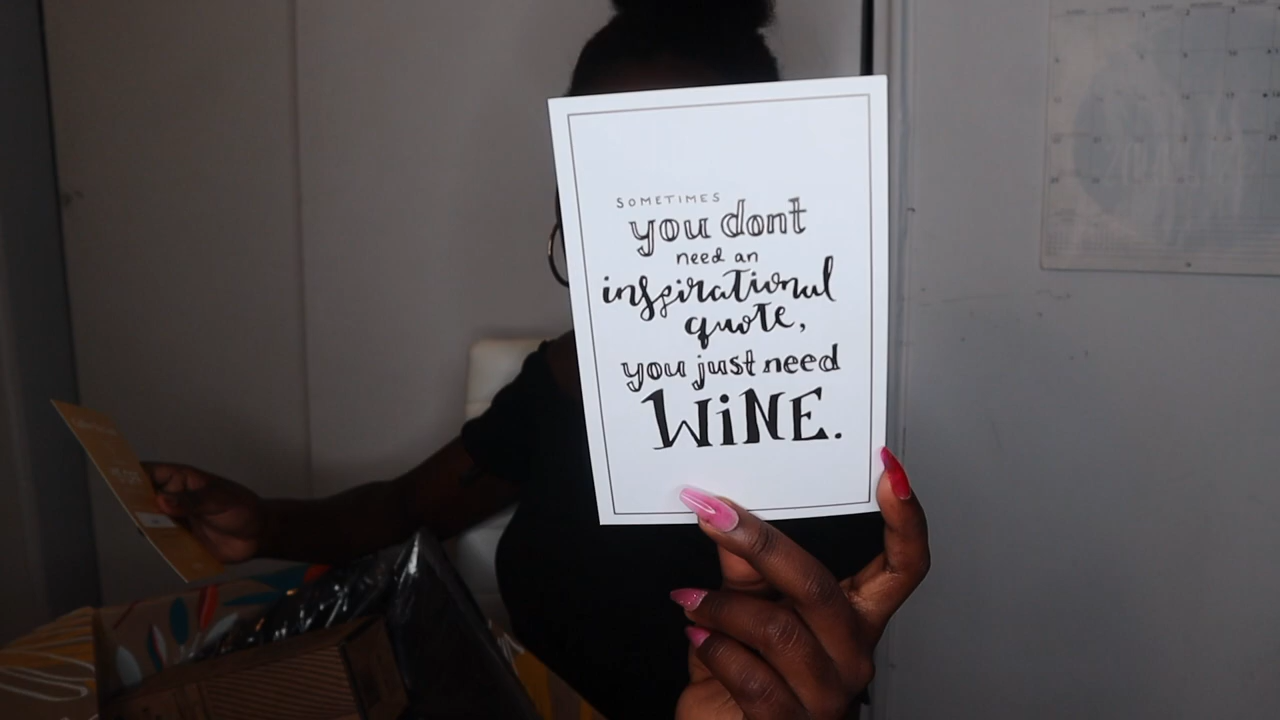 SOMETIMES
you dont
need an
inspirational
quote,
you just need
WiNE.